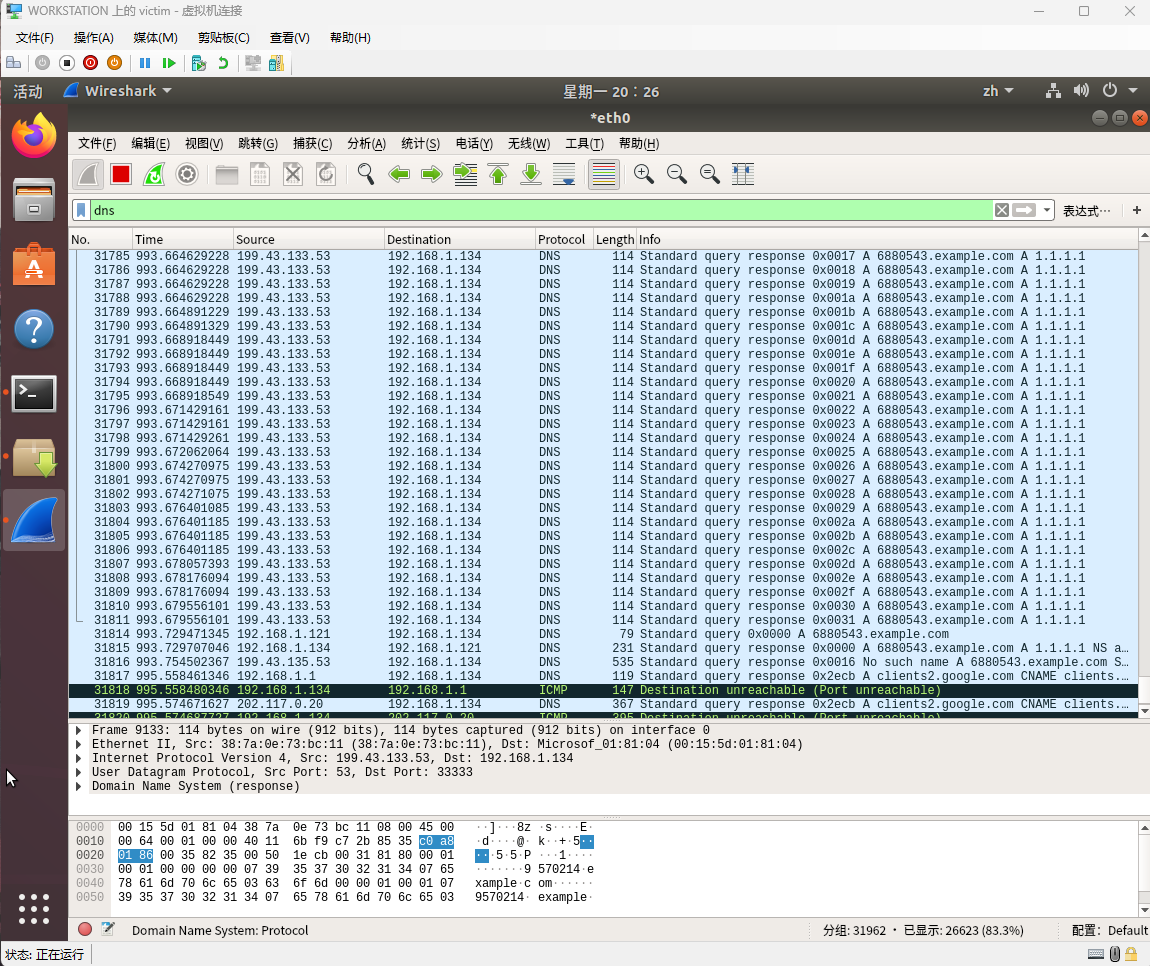 WORKSTATION 上的 victim - 虚拟机连接
文件(F) 操作(A) 媒体(M) 剪贴板(C) 查看(V) 帮助(H)
活动 Wireshark 星期一 20：26 zh
*eth0
文件(F) 编辑(E) 视图(V) 跳转(G) 捕获(C) 分析(A) 统计(S) 电话(Y) 无线(W) 工具(T) 帮助(H)
dns 表达式… +
No. Time Source Destination Protocol Length Info
31785 993.664629228 199.43.133.53 192.168.1.134 DNS 114 Standard query response 0x0017 A 6880543.example.com A 1.1.1.1
31786 993.664629228 199.43.133.53 192.168.1.134 DNS 114 Standard query response 0x0018 A 6880543.example.com A 1.1.1.1
31787 993.664629228 199.43.133.53 192.168.1.134 DNS 114 Standard query response 0x0019 A 6880543.example.com A 1.1.1.1
31788 993.664629228 199.43.133.53 192.168.1.134 DNS 114 Standard query response 0x001a A 6880543.example.com A 1.1.1.1
31789 993.664891229 199.43.133.53 192.168.1.134 DNS 114 Standard query response 0x001b A 6880543.example.com A 1.1.1.1
31790 993.664891329 199.43.133.53 192.168.1.134 DNS 114 Standard query response 0x001c A 6880543.example.com A 1.1.1.1
31791 993.668918449 199.43.133.53 192.168.1.134 DNS 114 Standard query response 0x001d A 6880543.example.com A 1.1.1.1
31792 993.668918449 199.43.133.53 192.168.1.134 DNS 114 Standard query response 0x001e A 6880543.example.com A 1.1.1.1
31793 993.668918449 199.43.133.53 192.168.1.134 DNS 114 Standard query response 0x001f A 6880543.example.com A 1.1.1.1
31794 993.668918449 199.43.133.53 192.168.1.134 DNS 114 Standard query response 0x0020 A 6880543.example.com A 1.1.1.1
31795 993.668918549 199.43.133.53 192.168.1.134 DNS 114 Standard query response 0x0021 A 6880543.example.com A 1.1.1.1
31796 993.671429161 199.43.133.53 192.168.1.134 DNS 114 Standard query response 0x0022 A 6880543.example.com A 1.1.1.1
31797 993.671429161 199.43.133.53 192.168.1.134 DNS 114 Standard query response 0x0023 A 6880543.example.com A 1.1.1.1
31798 993.671429261 199.43.133.53 192.168.1.134 DNS 114 Standard query response 0x0024 A 6880543.example.com A 1.1.1.1
31799 993.672062064 199.43.133.53 192.168.1.134 DNS 114 Standard query response 0x0025 A 6880543.example.com A 1.1.1.1
31800 993.674270975 199.43.133.53 192.168.1.134 DNS 114 Standard query response 0x0026 A 6880543.example.com A 1.1.1.1
31801 993.674270975 199.43.133.53 192.168.1.134 DNS 114 Standard query response 0x0027 A 6880543.example.com A 1.1.1.1
31802 993.674271075 199.43.133.53 192.168.1.134 DNS 114 Standard query response 0x0028 A 6880543.example.com A 1.1.1.1
31803 993.676401085 199.43.133.53 192.168.1.134 DNS 114 Standard query response 0x0029 A 6880543.example.com A 1.1.1.1
31804 993.676401185 199.43.133.53 192.168.1.134 DNS 114 Standard query response 0x002a A 6880543.example.com A 1.1.1.1
31805 993.676401185 199.43.133.53 192.168.1.134 DNS 114 Standard query response 0x002b A 6880543.example.com A 1.1.1.1
31806 993.676401185 199.43.133.53 192.168.1.134 DNS 114 Standard query response 0x002c A 6880543.example.com A 1.1.1.1
31807 993.678057393 199.43.133.53 192.168.1.134 DNS 114 Standard query response 0x002d A 6880543.example.com A 1.1.1.1
31808 993.678176094 199.43.133.53 192.168.1.134 DNS 114 Standard query response 0x002e A 6880543.example.com A 1.1.1.1
31809 993.678176094 199.43.133.53 192.168.1.134 DNS 114 Standard query response 0x002f A 6880543.example.com A 1.1.1.1
31810 993.679556101 199.43.133.53 192.168.1.134 DNS 114 Standard query response 0x0030 A 6880543.example.com A 1.1.1.1
31811 993.679556101 199.43.133.53 192.168.1.134 DNS 114 Standard query response 0x0031 A 6880543.example.com A 1.1.1.1
31814 993.729471345 192.168.1.121 192.168.1.134 DNS 79 Standard query 0x0000 A 6880543.example.com
31815 993.729707046 192.168.1.134 192.168.1.121 DNS 231 Standard query response 0x0000 A 6880543.example.com A 1.1.1.1 NS a…
31816 993.754502367 199.43.135.53 192.168.1.134 DNS 535 Standard query response 0x0016 No such name A 6880543.example.com S…
31817 995.558461346 192.168.1.1 192.168.1.134 DNS 119 Standard query response 0x2ecb A clients2.google.com CNAME clients.…
31818 995.558480346 192.168.1.134 192.168.1.1 ICMP 147 Destination unreachable (Port unreachable)
31819 995.574671627 202.117.0.20 192.168.1.134 DNS 367 Standard query response 0x2ecb A clients2.google.com CNAME clients.…
31820 995.574687727 192.168.1.134 202.117.0.20 ICMP 395 Destination unreachable (Port unreachable)
Frame 9133: 114 bytes on wire (912 bits), 114 bytes captured (912 bits) on interface 0
Ethernet II, Src: 38:7a:0e:73:bc:11 (38:7a:0e:73:bc:11), Dst: Microsof_01:81:04 (00:15:5d:01:81:04)
Internet Protocol Version 4, Src: 199.43.133.53, Dst: 192.168.1.134
User Datagram Protocol, Src Port: 53, Dst Port: 33333
Domain Name System (response)
0000 00 15 5d 01 81 04 38 7a 0e 73 bc 11 08 00 45 00 ··]···8z ·s····E·
0010 00 64 00 01 00 00 40 11 6b f9 c7 2b 85 35 c0 a8 ·d····@· k··+·5··
0020 01 86 00 35 82 35 00 50 1e cb 00 31 81 80 00 01 ···5·5·P ···1····
0030 00 01 00 00 00 00 07 39 35 37 30 32 31 34 07 65 ·······9 570214·e
0040 78 61 6d 70 6c 65 03 63 6f 6d 00 00 01 00 01 07 xample·c om······
0050 39 35 37 30 32 31 34 07 65 78 61 6d 70 6c 65 03 9570214· example·
Domain Name System: Protocol 分组: 31962 · 已显示: 26623 (83.3%) 配置: Default
状态: 正在运行